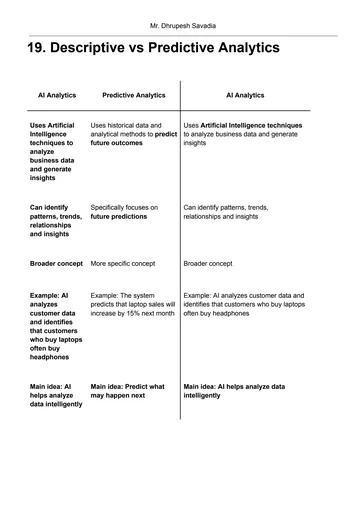 Mr. Dhrupesh Savadia
19. Descriptive vs Predictive Analytics
AI Analytics
Predictive Analytics
AI Analytics
Uses Artificial
Intelligence
techniques to
analyze
business data
and generate
insights
Uses historical data and
analytical methods to predict
future outcomes
Uses Artificial Intelligence techniques
to analyze business data and generate
insights
Can identify
patterns, trends,
relationships
and insights
Specifically focuses on
future predictions
Can identify patterns, trends,
relationships and insights
Broader concept
More specific concept
Broader concept
Example: AI
analyzes
customer data
and identifies
that customers
who buy laptops
often buy
headphones
Example: The system
predicts that laptop sales will
increase by 15% next month
Example: AI analyzes customer data and
identifies that customers who buy laptops
often buy headphones
Main idea: AI
helps analyze
data intelligently
Main idea: Predict what
may happen next
Main idea: AI helps analyze data
intelligently